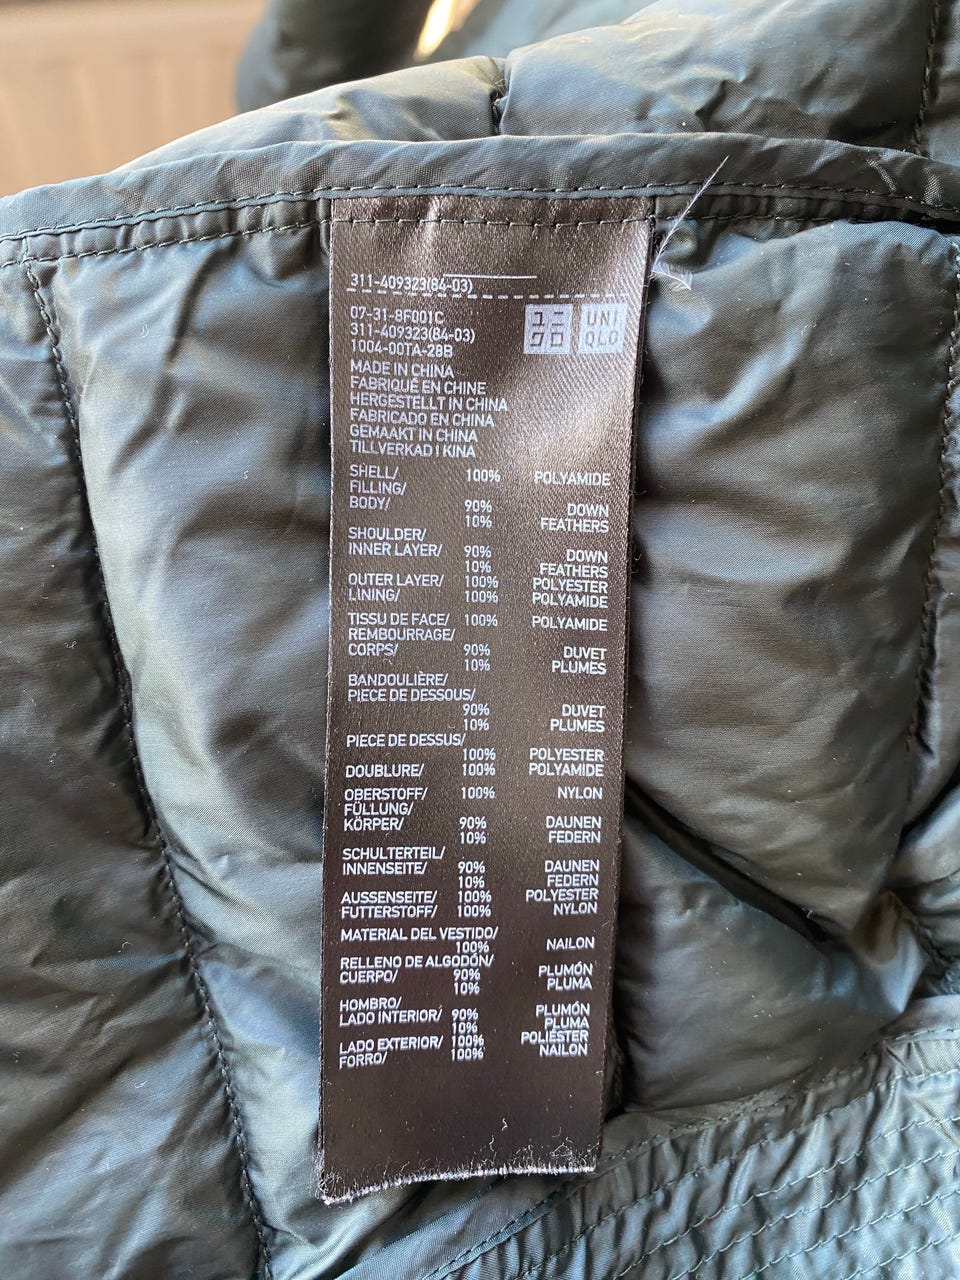 311-409323(84-03)
07-31-8F001C
311-409323(84-03)
1004-00TA-28B
ユニ
クロ
UNI
QLO
MADE IN CHINA
FABRIQUÉ EN CHINE
HERGESTELLT IN CHINA
FABRICADO EN CHINA
GEMAAKT IN CHINA
TILLVERKAD I KINA
SHELL/ 100% POLYAMIDE
FILLING/
BODY/ 90% DOWN
10% FEATHERS
SHOULDER/
INNER LAYER/ 90% DOWN
10% FEATHERS
OUTER LAYER/ 100% POLYESTER
LINING/ 100% POLYAMIDE
TISSU DE FACE/ 100% POLYAMIDE
REMBOURRAGE/
CORPS/ 90% DUVET
10% PLUMES
BANDOULIÈRE/
PIECE DE DESSOUS/
90% DUVET
10% PLUMES
PIECE DE DESSUS/
100% POLYESTER
DOUBLURE/ 100% POLYAMIDE
OBERSTOFF/ 100% NYLON
FÜLLUNG/
KÖRPER/ 90% DAUNEN
10% FEDERN
SCHULTERTEIL/
INNENSEITE/ 90% DAUNEN
10% FEDERN
AUSSENSEITE/ 100% POLYESTER
FUTTERSTOFF/ 100% NYLON
MATERIAL DEL VESTIDO/
100% NAILON
RELLENO DE ALGODÓN/
CUERPO/ 90% PLUMÓN
10% PLUMA
HOMBRO/
LADO INTERIOR/ 90% PLUMÓN
10% PLUMA
LADO EXTERIOR/ 100% POLIÉSTER
FORRO/ 100% NAILON